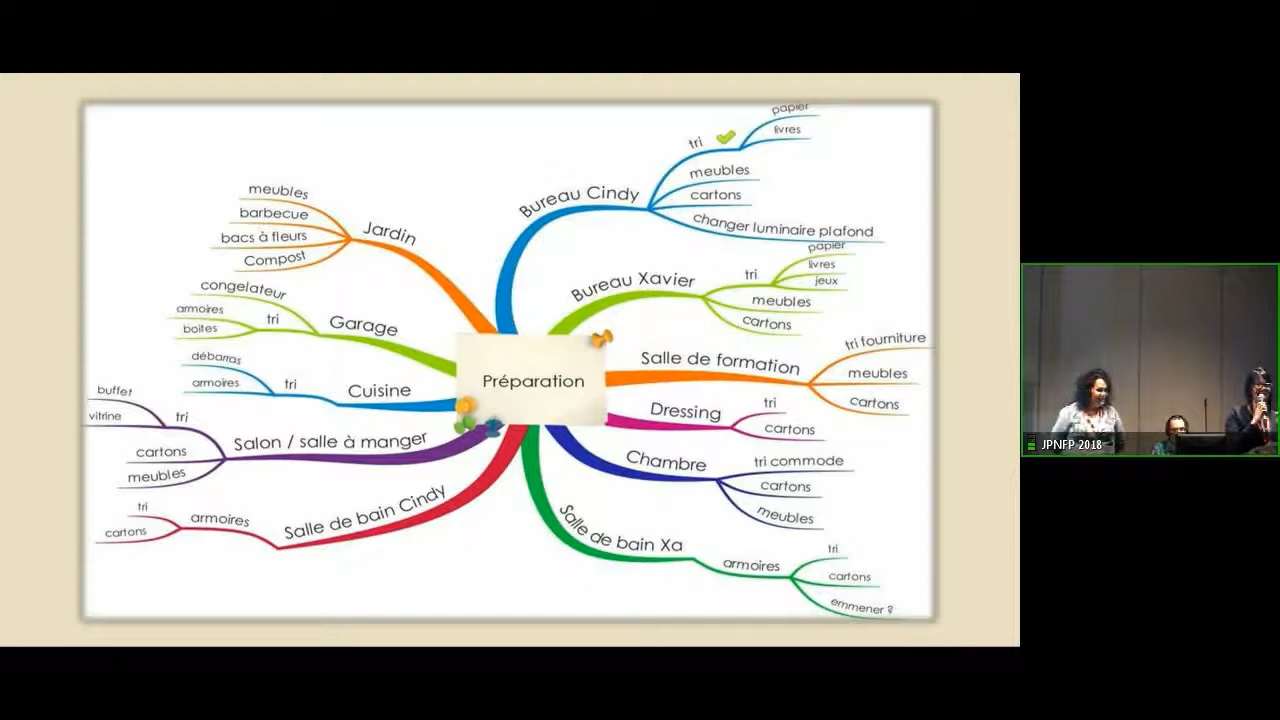 papier
livres
tri
meubles
cartons
changer luminaire plafond
Bureau Cindy
papier
livres
jeux
tri
meubles
cartons
Bureau Xavier
tri fourniture
meubles
cartons
Salle de formation
tri
cartons
Dressing
tri commode
cartons
meubles
Chambre
tri
cartons
emmener ?
armoires
Salle de bain Xa
Préparation
meubles
barbecue
bacs à fleurs
Compost
Jardin
congelateur
armoires
boites
tri
Garage
débarras
armoires
tri
Cuisine
buffet
vitrine
tri
cartons
meubles
Salon / salle à manger
tri
cartons
armoires
Salle de bain Cindy
JPNFP 2018